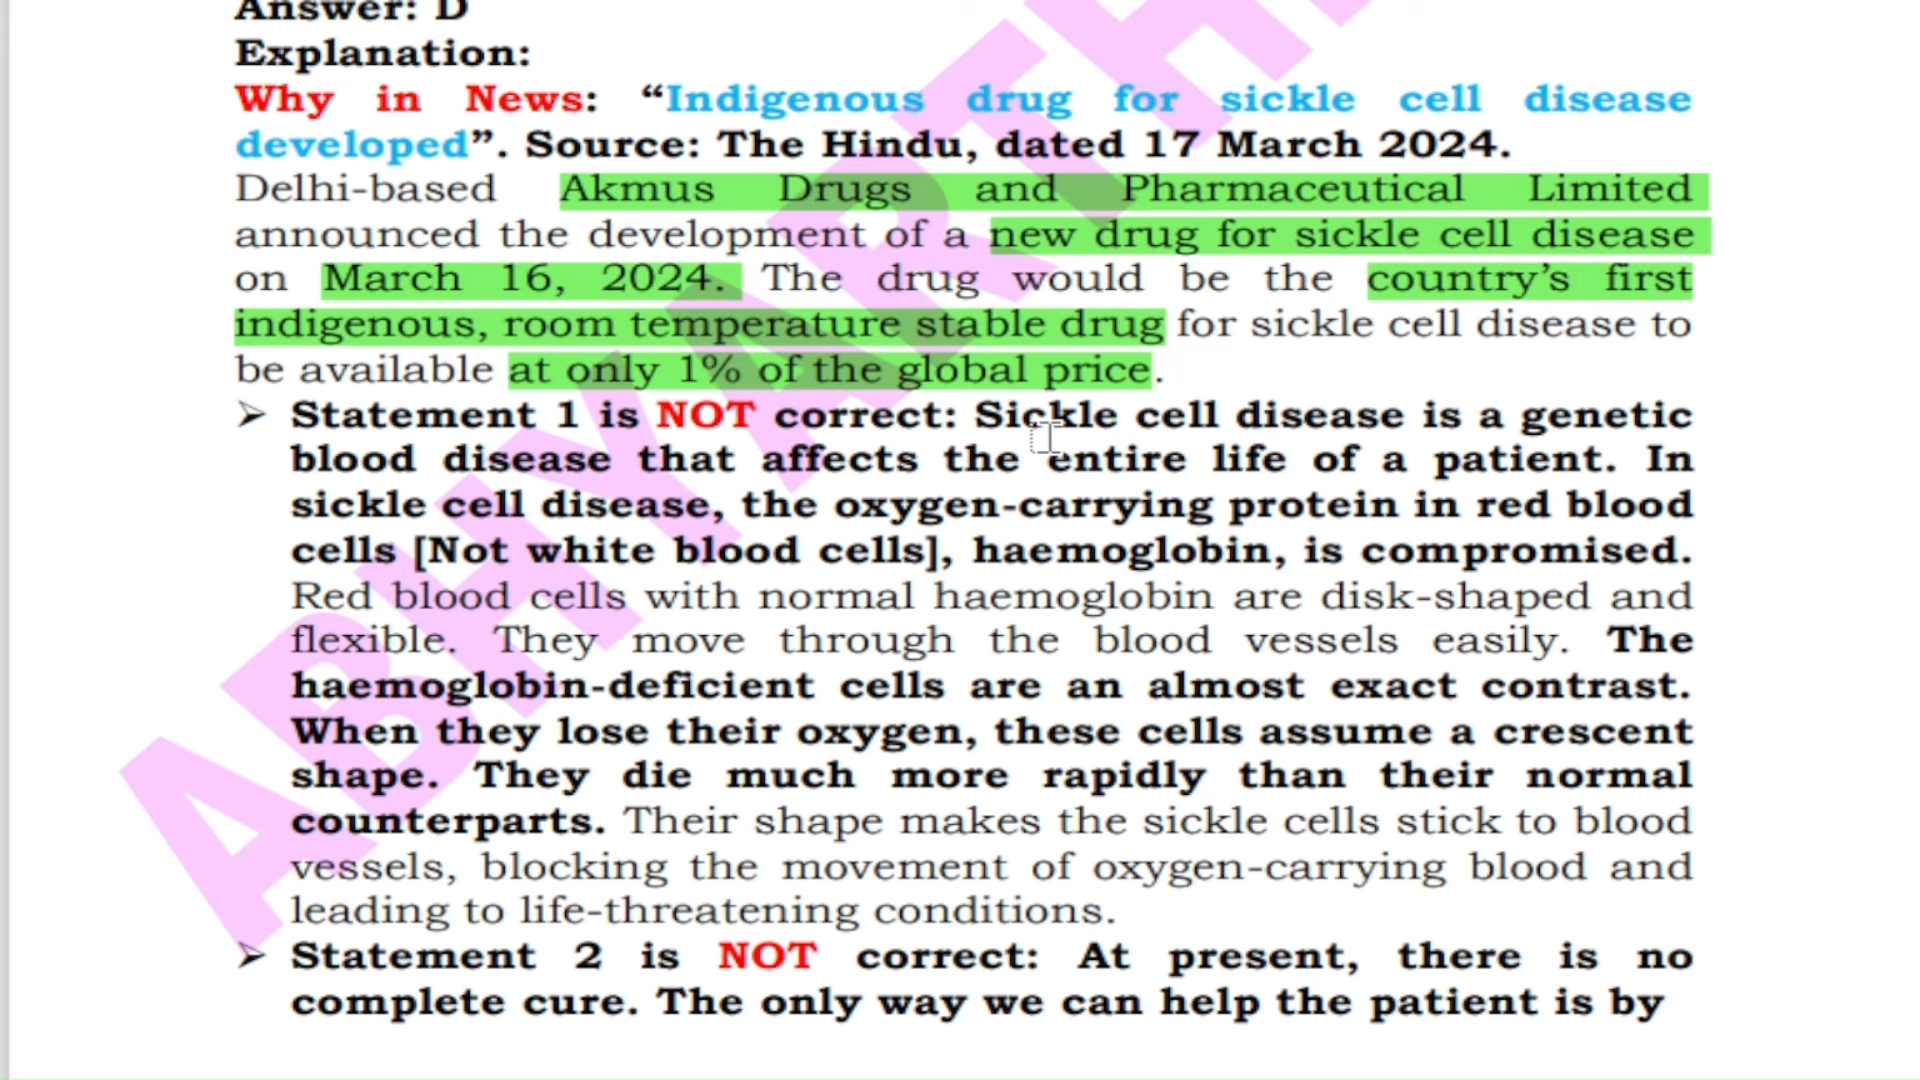 Answer: D
Explanation:
Why in News: “Indigenous drug for sickle cell disease
developed”. Source: The Hindu, dated 17 March 2024.
Delhi-based Akmus Drugs and Pharmaceutical Limited
announced the development of a new drug for sickle cell disease
on March 16, 2024. The drug would be the country’s first
indigenous, room temperature stable drug for sickle cell disease to
be available at only 1% of the global price.
➢ Statement 1 is NOT correct: Sickle cell disease is a genetic
blood disease that affects the entire life of a patient. In
sickle cell disease, the oxygen-carrying protein in red blood
cells [Not white blood cells], haemoglobin, is compromised.
Red blood cells with normal haemoglobin are disk-shaped and
flexible. They move through the blood vessels easily. The
haemoglobin-deficient cells are an almost exact contrast.
When they lose their oxygen, these cells assume a crescent
shape. They die much more rapidly than their normal
counterparts. Their shape makes the sickle cells stick to blood
vessels, blocking the movement of oxygen-carrying blood and
leading to life-threatening conditions.
➢ Statement 2 is NOT correct: At present, there is no
complete cure. The only way we can help the patient is by
ABHYARTH